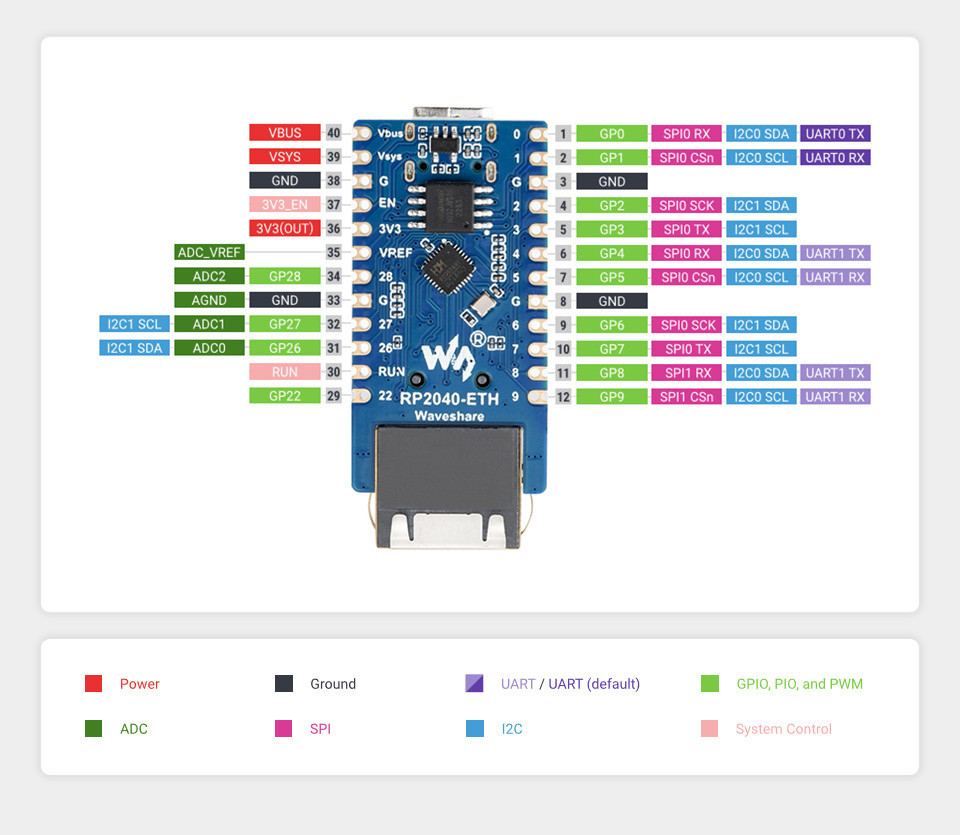 VBUS 40 Vbus 0 1 GP0 SPI0 RX I2C0 SDA UART0 TX
VSYS 39 Vsys 1 2 GP1 SPI0 CSn I2C0 SCL UART0 RX
GND 38 G G 3 GND
3V3_EN 37 EN 2 4 GP2 SPI0 SCK I2C1 SDA
3V3(OUT) 36 3V3 3 5 GP3 SPI0 TX I2C1 SCL
ADC_VREF 35 VREF 4 6 GP4 SPI0 RX I2C0 SDA UART1 TX
ADC2 GP28 34 28 5 7 GP5 SPI0 CSn I2C0 SCL UART1 RX
AGND GND 33 G G 8 GND
I2C1 SCL ADC1 GP27 32 27 6 9 GP6 SPI0 SCK I2C1 SDA
I2C1 SDA ADC0 GP26 31 26 7 10 GP7 SPI0 TX I2C1 SCL
RUN 30 RUN 8 11 GP8 SPI1 RX I2C0 SDA UART1 TX
GP22 29 22 RP2040-ETH 9 12 GP9 SPI1 CSn I2C0 SCL UART1 RX
Waveshare
Power Ground UART / UART (default) GPIO, PIO, and PWM
ADC SPI I2C System Control